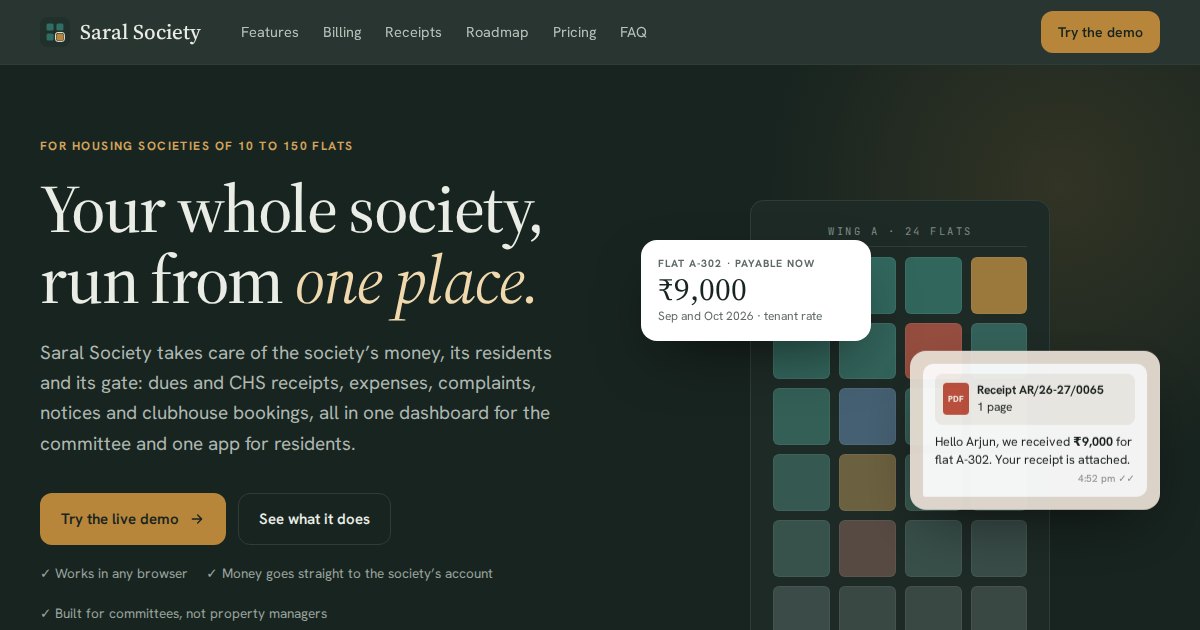 Saral Society
Features
Billing
Receipts
Roadmap
Pricing
FAQ
Try the demo
FOR HOUSING SOCIETIES OF 10 TO 150 FLATS
Your whole society,
run from one place.
Saral Society takes care of the society’s money, its residents
and its gate: dues and CHS receipts, expenses, complaints,
notices and clubhouse bookings, all in one dashboard for the
committee and one app for residents.
Try the live demo →
See what it does
✓ Works in any browser
✓ Money goes straight to the society’s account
✓ Built for committees, not property managers
WING A · 24 FLATS
FLAT A-302 · PAYABLE NOW
₹9,000
Sep and Oct 2026 · tenant rate
PDF
Receipt AR/26-27/0065
1 page
Hello Arjun, we received ₹9,000 for
flat A-302. Your receipt is attached.
4:52 pm ✓✓